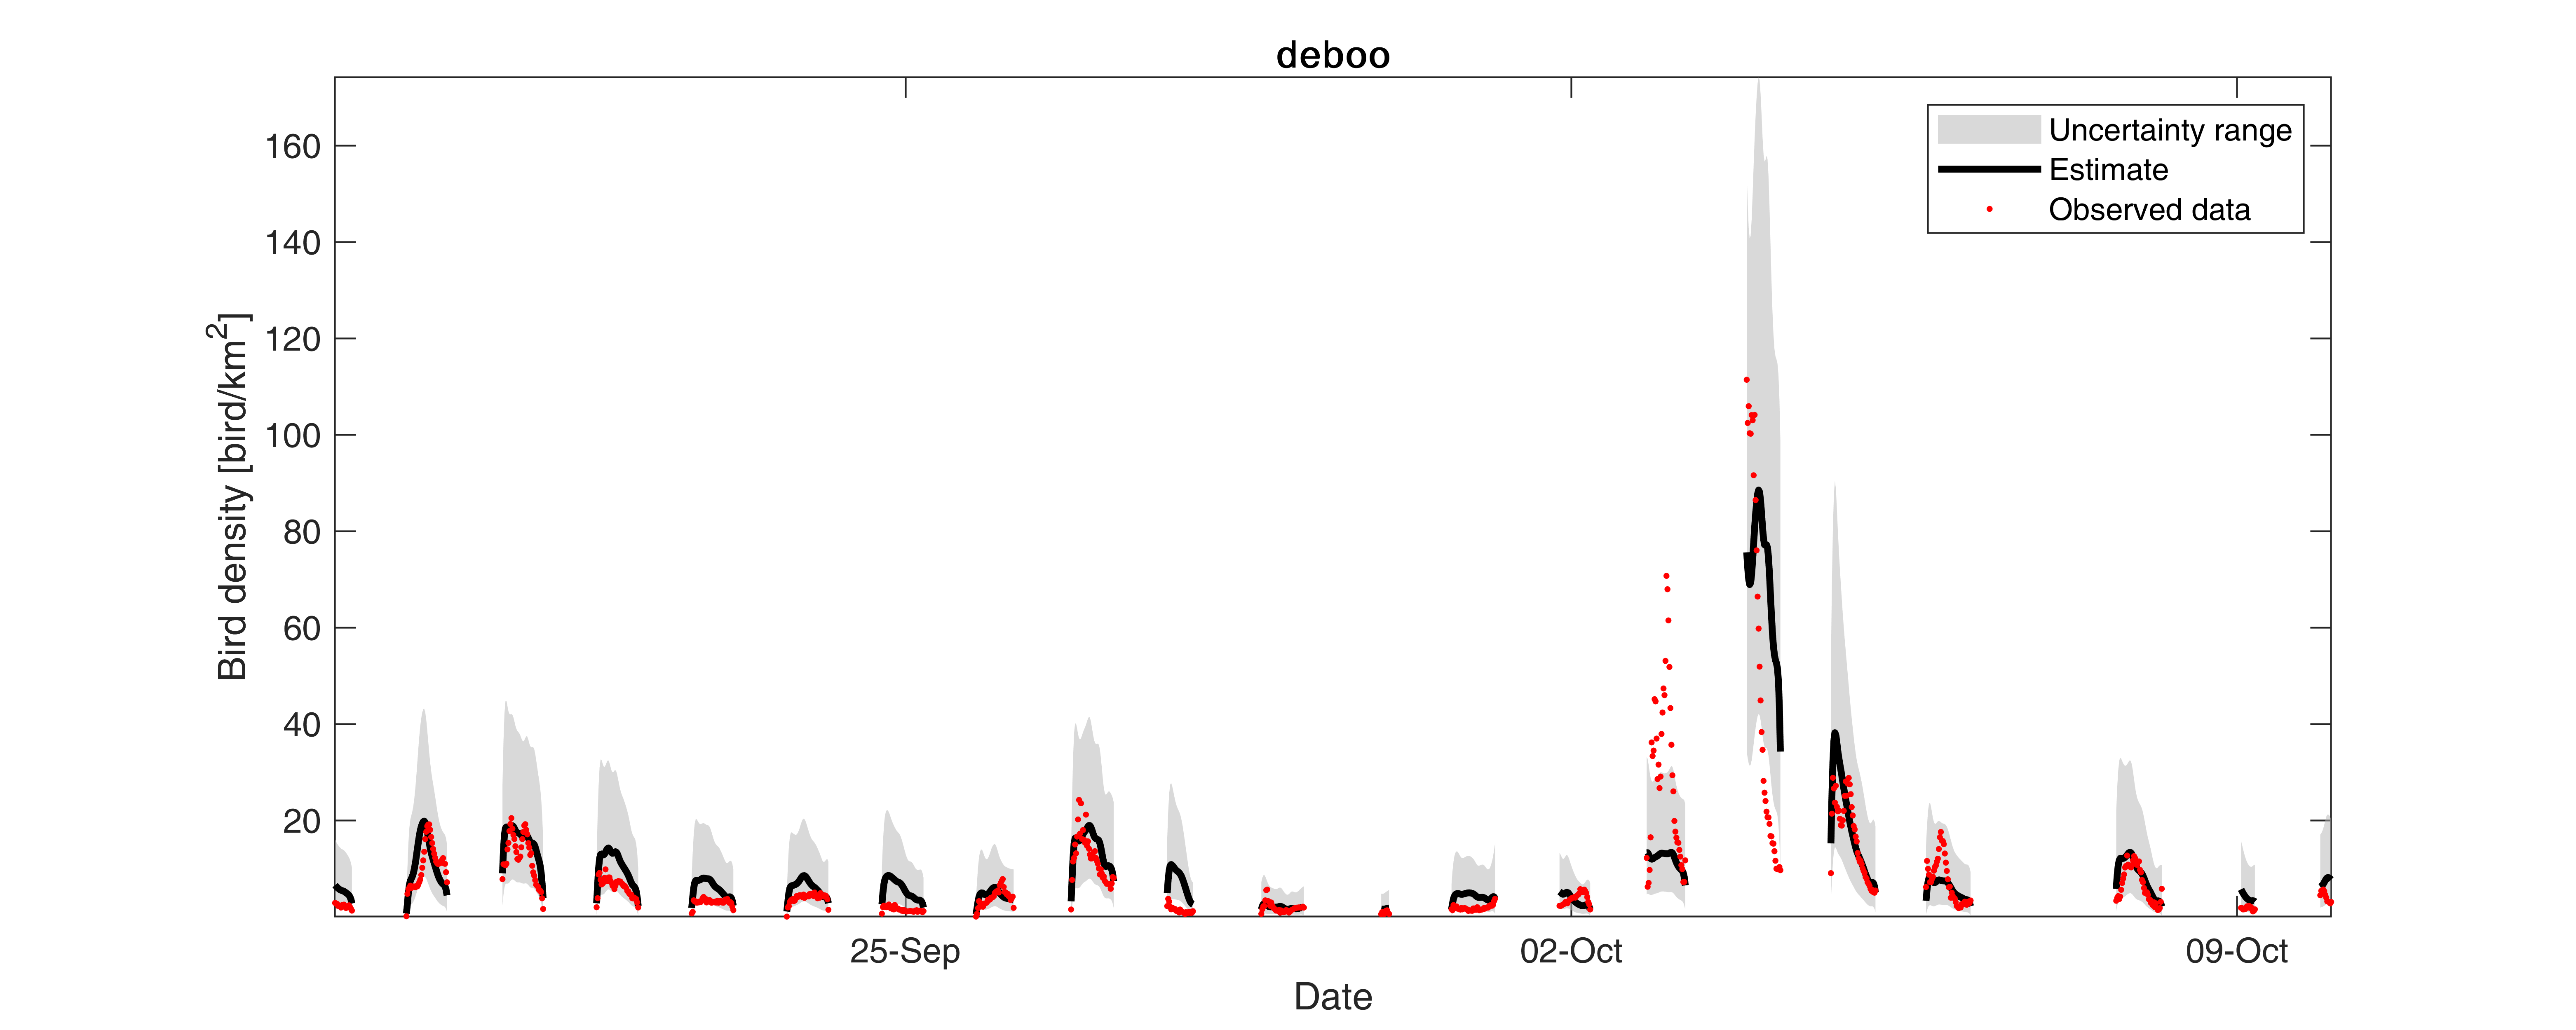 deboo
Uncertainty range
Estimate
Observed data
Bird density [bird/km²]
160
140
120
100
80
60
40
20
25-Sep
02-Oct
09-Oct
Date